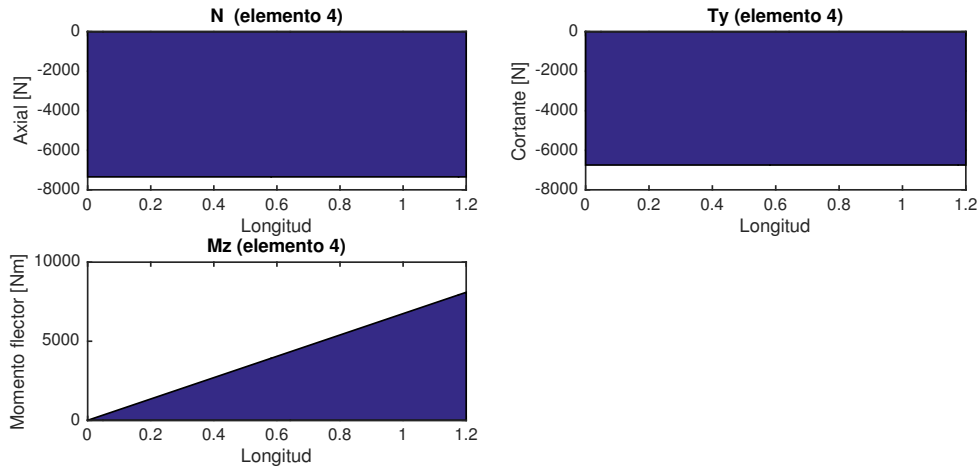 N (elemento 4)
Axial [N]
0
-2000
-4000
-6000
-8000
0 0.2 0.4 0.6 0.8 1 1.2
Longitud
Ty (elemento 4)
Cortante [N]
0
-2000
-4000
-6000
-8000
0 0.2 0.4 0.6 0.8 1 1.2
Longitud
Mz (elemento 4)
Momento flector [Nm]
10000
5000
0
0 0.2 0.4 0.6 0.8 1 1.2
Longitud